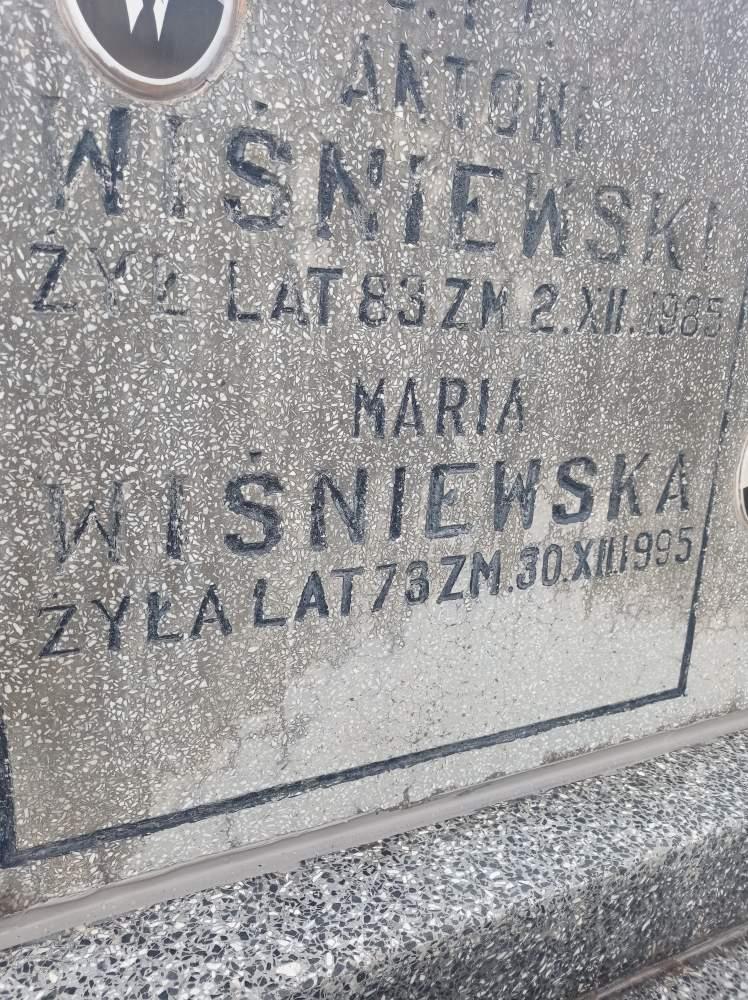 Ś.P.
ANTONI
WIŚNIEWSKI
ŻYŁ LAT 83 ZM. 2.XII.1985
MARIA
WIŚNIEWSKA
ŻYŁA LAT 73 ZM.30.XII.1995